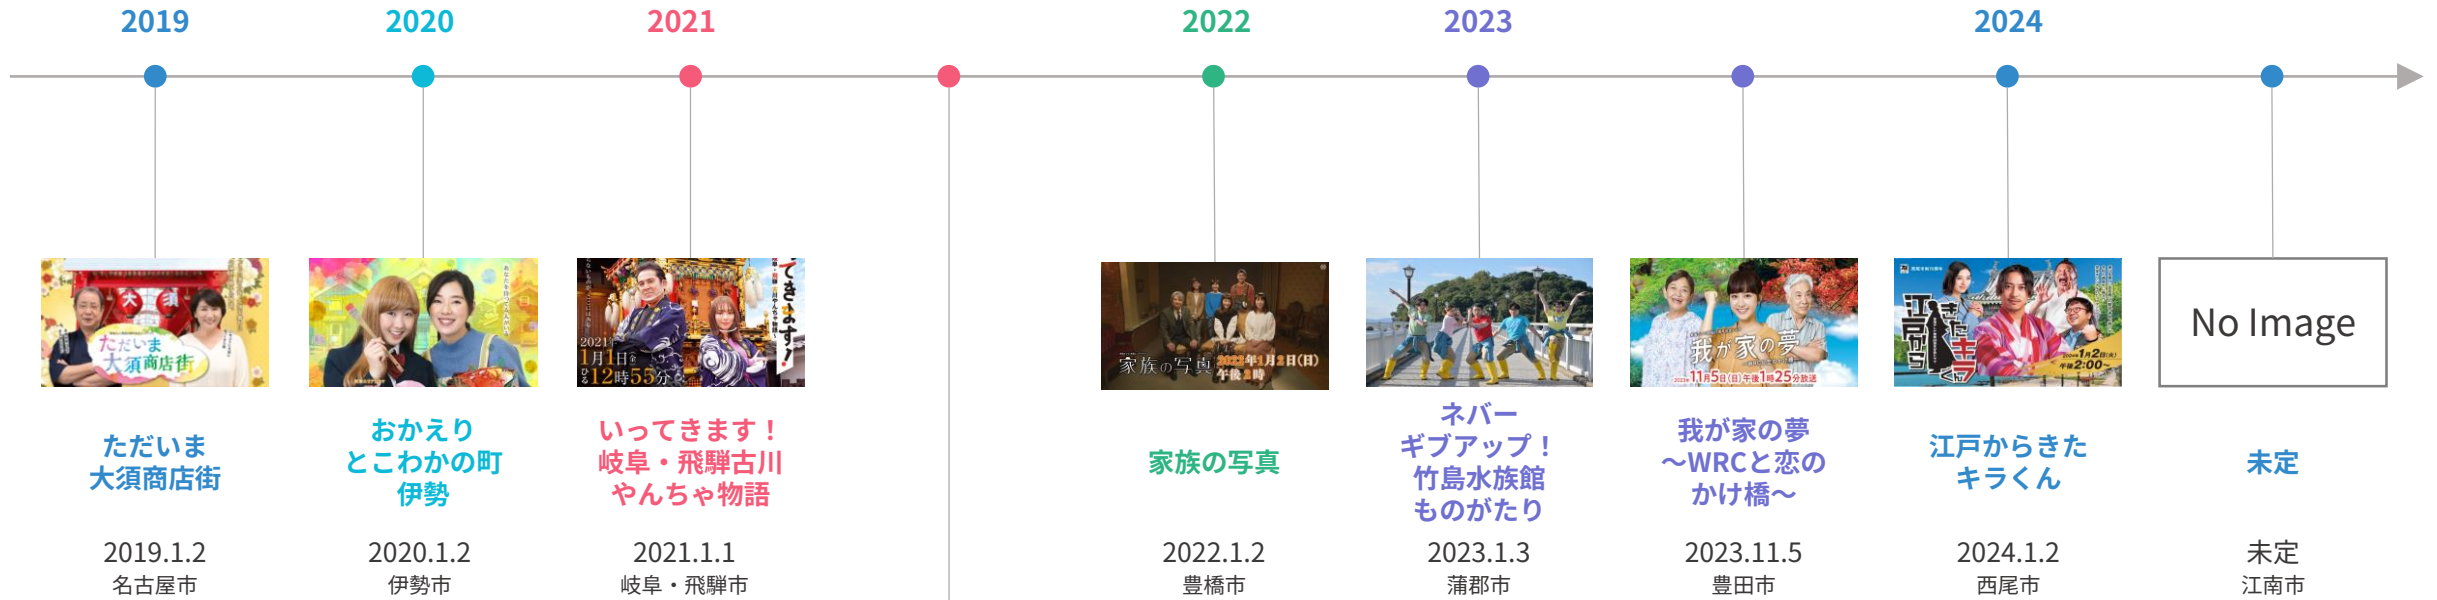 2019
2020
2021
2022
2023
2024
大須
ただいま
大須商店街
てきます!
2021年
1月1日
ひる12時55分
家族の写真
2022年1月2日(日)
午後2時
我が家の夢
11月5日(日)午後1時25分放送
江戸から
きたキラくん
1月2日(火)
午後2:00〜
No Image
ただいま
大須商店街
おかえり
とこわかの町
伊勢
いってきます！
岐阜・飛騨古川
やんちゃ物語
家族の写真
ネバー
ギブアップ！
竹島水族館
ものがたり
我が家の夢
〜WRCと恋の
かけ橋〜
江戸からきた
キラくん
未定
2019.1.2
名古屋市
2020.1.2
伊勢市
2021.1.1
岐阜・飛騨市
2022.1.2
豊橋市
2023.1.3
蒲郡市
2023.11.5
豊田市
2024.1.2
西尾市
未定
江南市